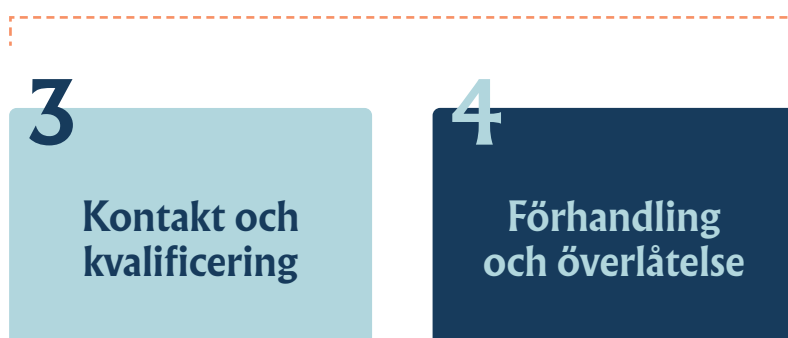 3
Kontakt och
kvalificering
4
Förhandling
och överlåtelse